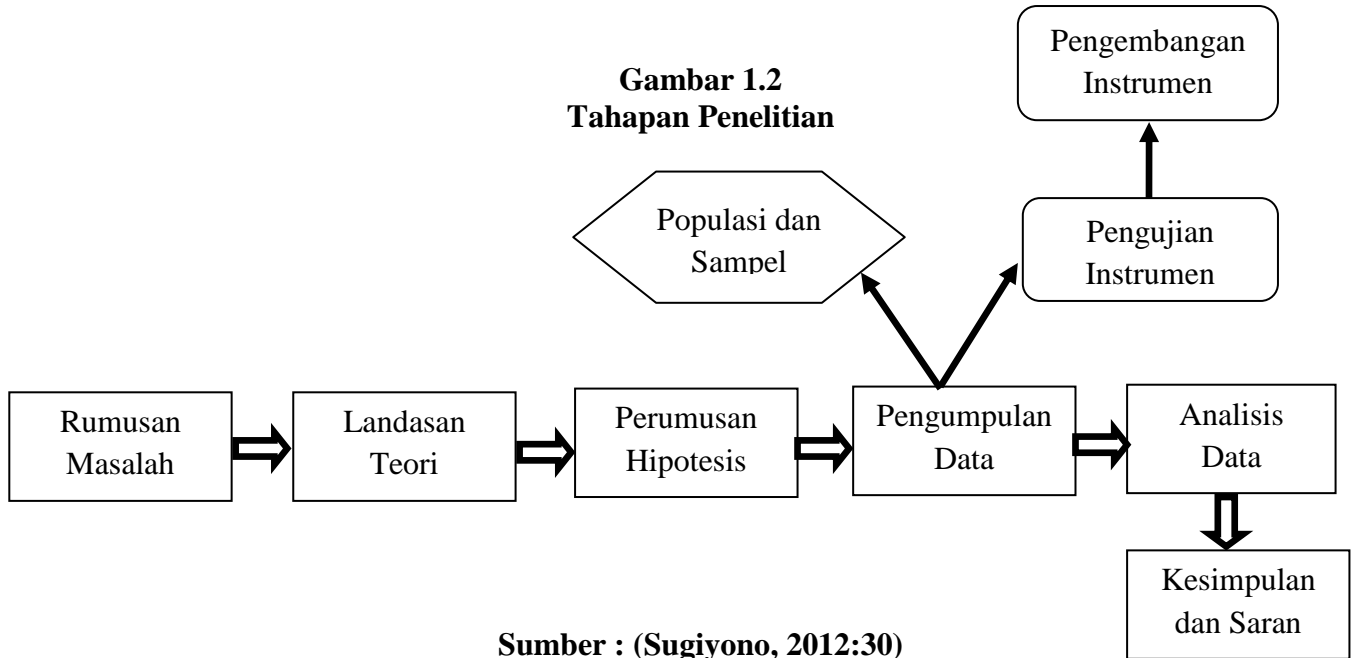 Gambar 1.2
Tahapan Penelitian
Pengembangan
Instrumen
Populasi dan
Sampel
Pengujian
Instrumen
Rumusan
Masalah
Landasan
Teori
Perumusan
Hipotesis
Pengumpulan
Data
Analisis
Data
Kesimpulan
dan Saran
Sumber : (Sugiyono, 2012:30)